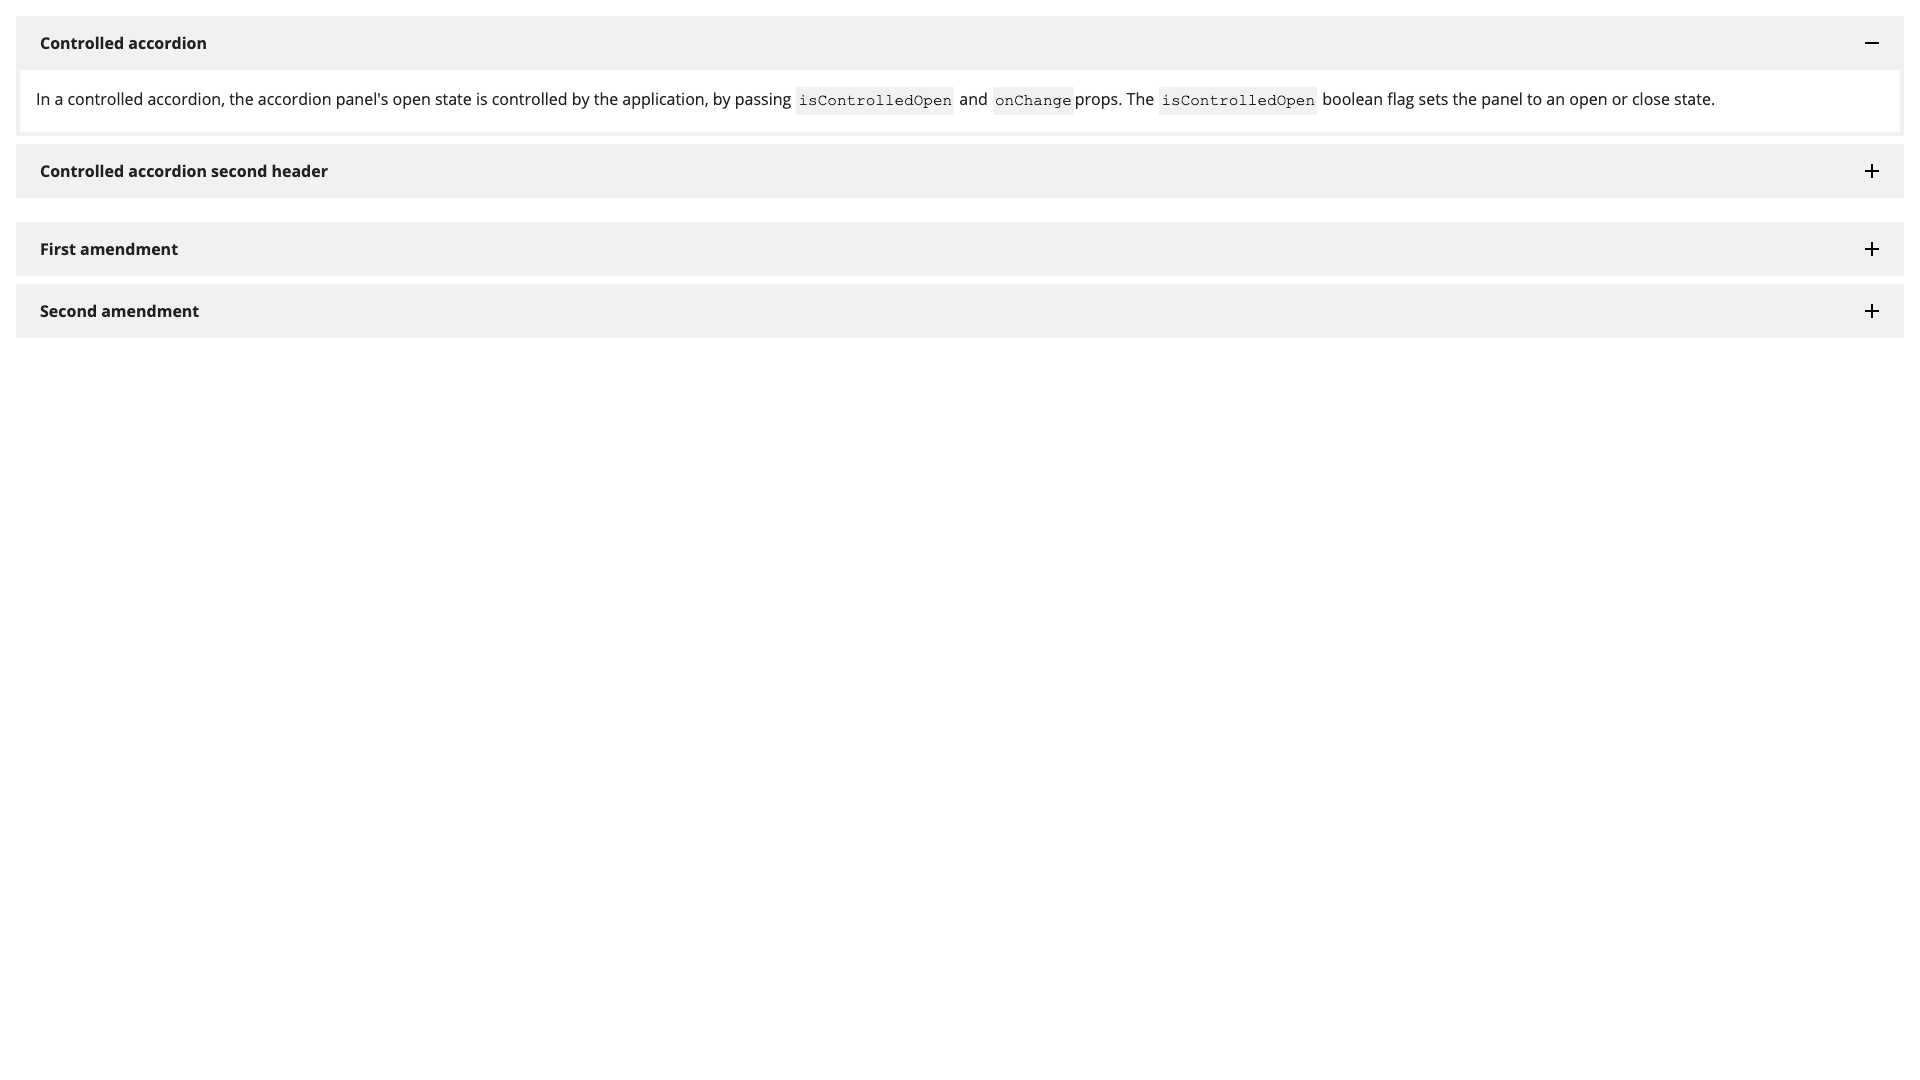 Controlled accordion
In a controlled accordion, the accordion panel's open state is controlled by the application, by passing isControlledOpen and onChange props. The isControlledOpen boolean flag sets the panel to an open or close state.
Controlled accordion second header
First amendment
Second amendment